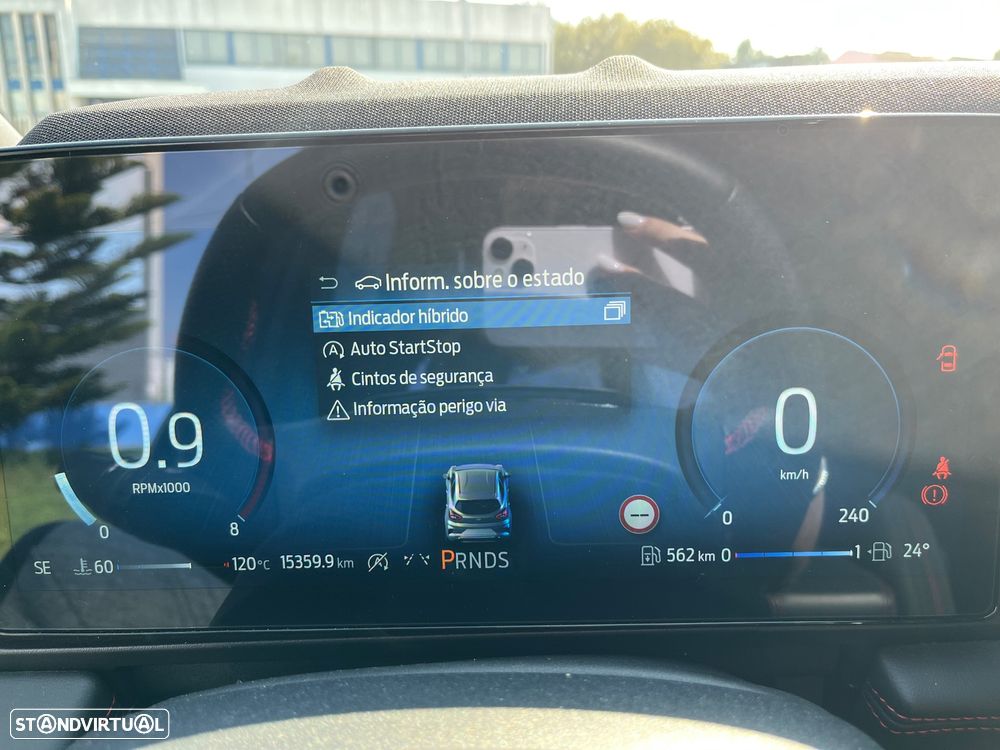 Inform. sobre o estado
Indicador híbrido
Auto StartStop
Cintos de segurança
Informação perigo via
0.9
RPMx1000
0
8
0
km/h
0
240
--
SE
60
120°C
15359.9 km
PRNDS
562 km
0
1
24°
STANDVIRTUAL